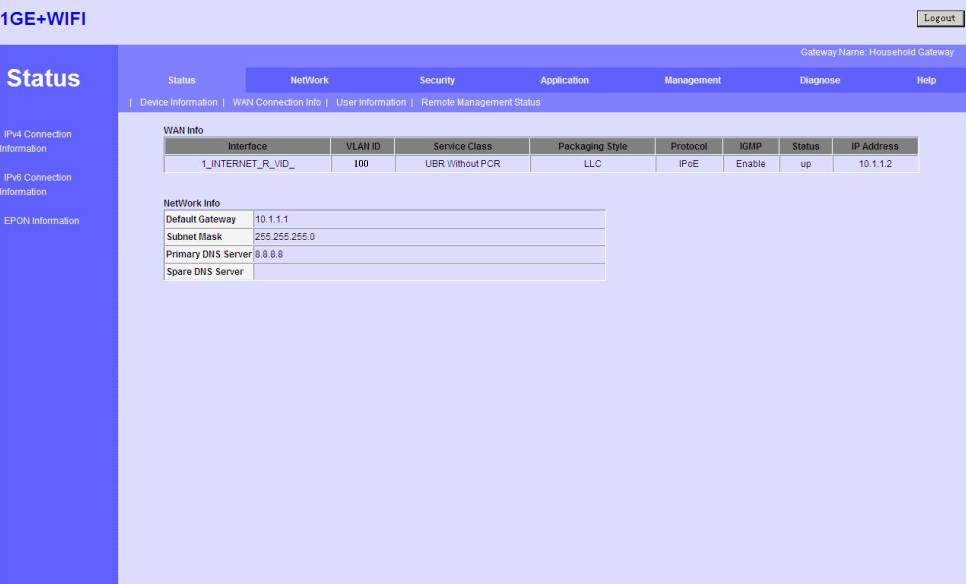 1GE+WIFI
Logout
Gateway Name: Household Gateway
Status
Status NetWork Security Application Management Diagnose Help
| Device Information | WAN Connection Info | User Information | Remote Management Status
IPv4 Connection
Information
IPv6 Connection
Information
EPON Information
WAN Info
Interface VLAN ID Service Class Packaging Style Protocol IGMP Status IP Address
1_INTERNET_R_VID_ 100 UBR Without PCR LLC IPoE Enable up 10.1.1.2
NetWork Info
Default Gateway 10.1.1.1
Subnet Mask 255.255.255.0
Primary DNS Server 8.8.8.8
Spare DNS Server